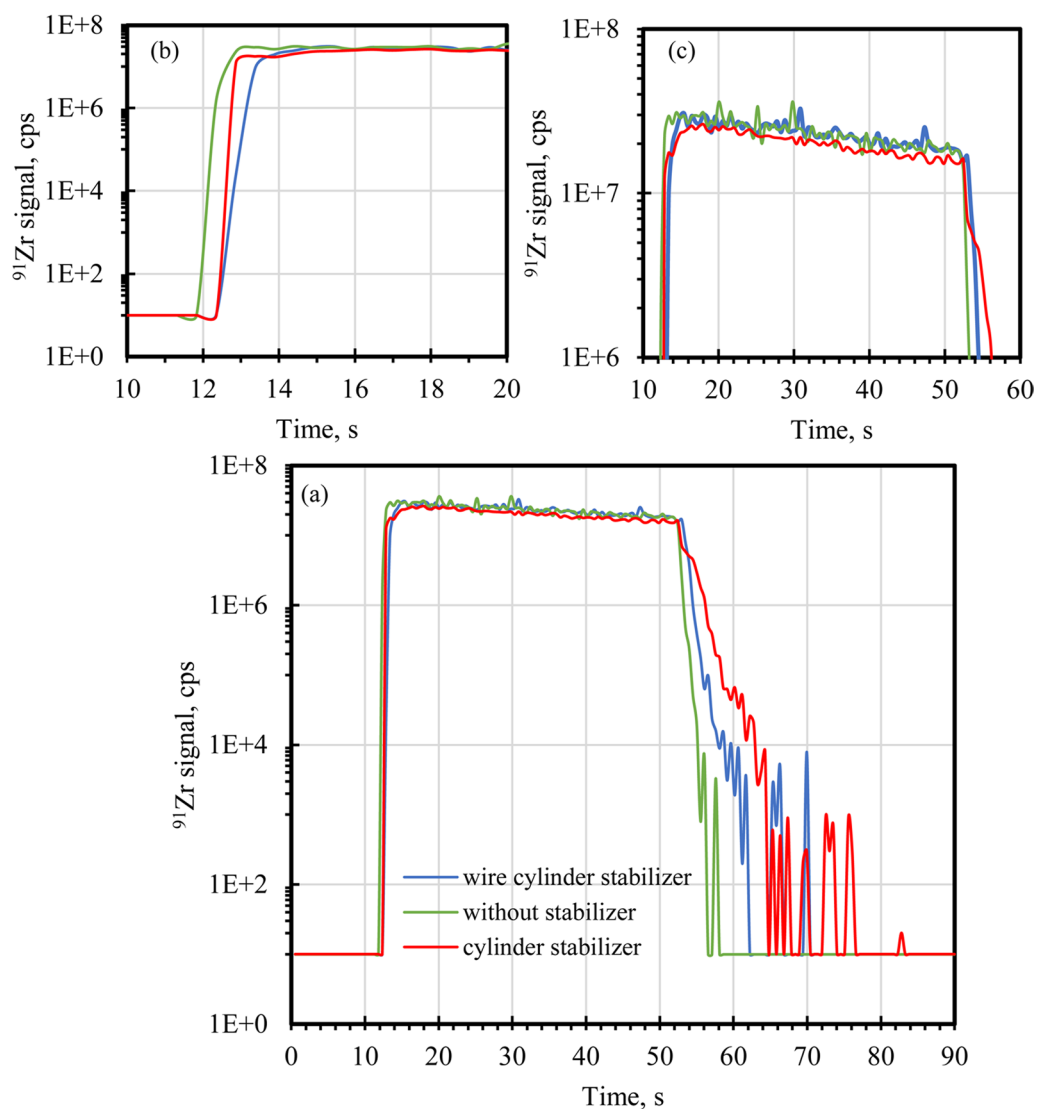 (b)
1E+8
1E+6
1E+4
1E+2
1E+0
⁹¹Zr signal, cps
10 12 14 16 18 20
Time, s
(c)
1E+8
1E+7
1E+6
⁹¹Zr signal, cps
10 20 30 40 50 60
Time, s
(a)
1E+8
1E+6
1E+4
1E+2
1E+0
⁹¹Zr signal, cps
wire cylinder stabilizer
without stabilizer
cylinder stabilizer
0 10 20 30 40 50 60 70 80 90
Time, s